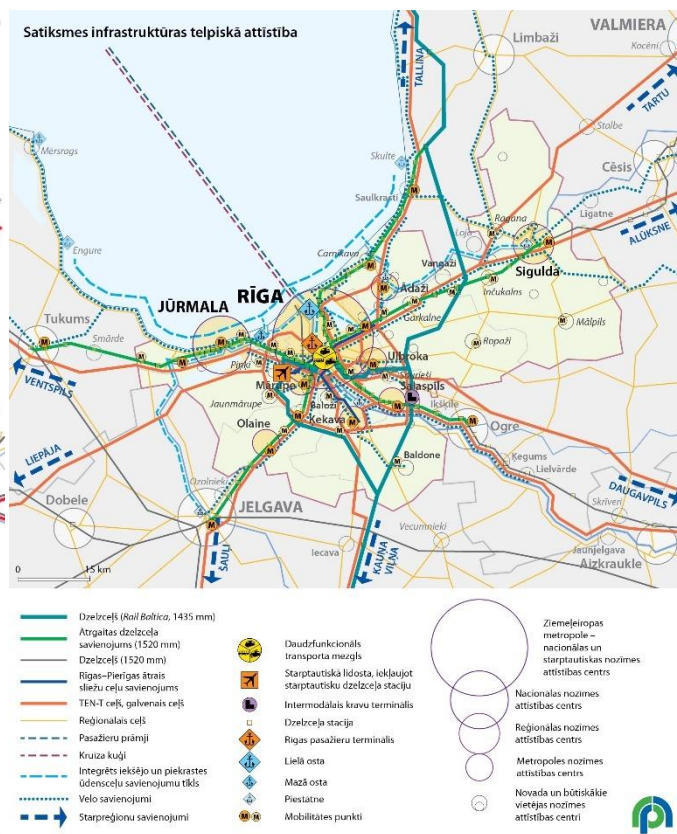 Satiksmes infrastruktūras telpiskā attīstība
VALMIERA
Limbaži
Kocēni
TALLINA
TARTU
Mērsrags
Stalbe
Skulte
Cēsis
Saulkrasti
Ragana
Līgatne
Engure
Loja
ALŪKSNE
Carnikava
Vangaži
Sigulda
RĪGA
Ādaži
Inčukalns
JŪRMALA
Garkalne
Mālpils
Tukums
Smārde
Ropaži
Piņķi
Ulbroka
VENTSPILS
Mārupe
Salaspils
Jaunmārupe
Baloži
Ikšķile
Ķekava
Olaine
Ogre
LIEPĀJA
Baldone
Ķegums
Lielvārde
Ozolnieki
DAUGAVPILS
Dobele
JELGAVA
Skrīveri
Vecumnieki
Iecava
Jaunjelgava
Aizkraukle
ŠAULI
KAUŅA
VIĻŅA
0 15 km
Dzelzceļš (Rail Baltica, 1435 mm)
Ātrgaitas dzelzceļa
savienojums (1520 mm)
Dzelzceļš (1520 mm)
Rīgas–Pierīgas ātrais
sliežu ceļu savienojums
TEN-T ceļš, galvenais ceļš
Reģionālais ceļš
Pasažieru prāmji
Kruīza kuģi
Integrēts iekšējo un piekrastes
ūdensceļu savienojumu tīkls
Velo savienojumi
Starpreģionu savienojumi
Daudzfunkcionāls
transporta mezgls
Starptautiskā lidosta, iekļaujot
starptautisku dzelzceļa staciju
Intermodālais kravu terminālis
Dzelzceļa stacija
Rīgas pasažieru terminālis
Lielā osta
Mazā osta
Piestātne
M M Mobilitātes punkti
Ziemeļeiropas
metropole –
nacionālas un
starptautiskas nozīmes
attīstības centrs
Nacionālas nozīmes
attīstības centrs
Reģionālas nozīmes
attīstības centrs
Metropoles nozīmes
attīstības centrs
Novada un būtiskākie
vietējas nozīmes
attīstības centri